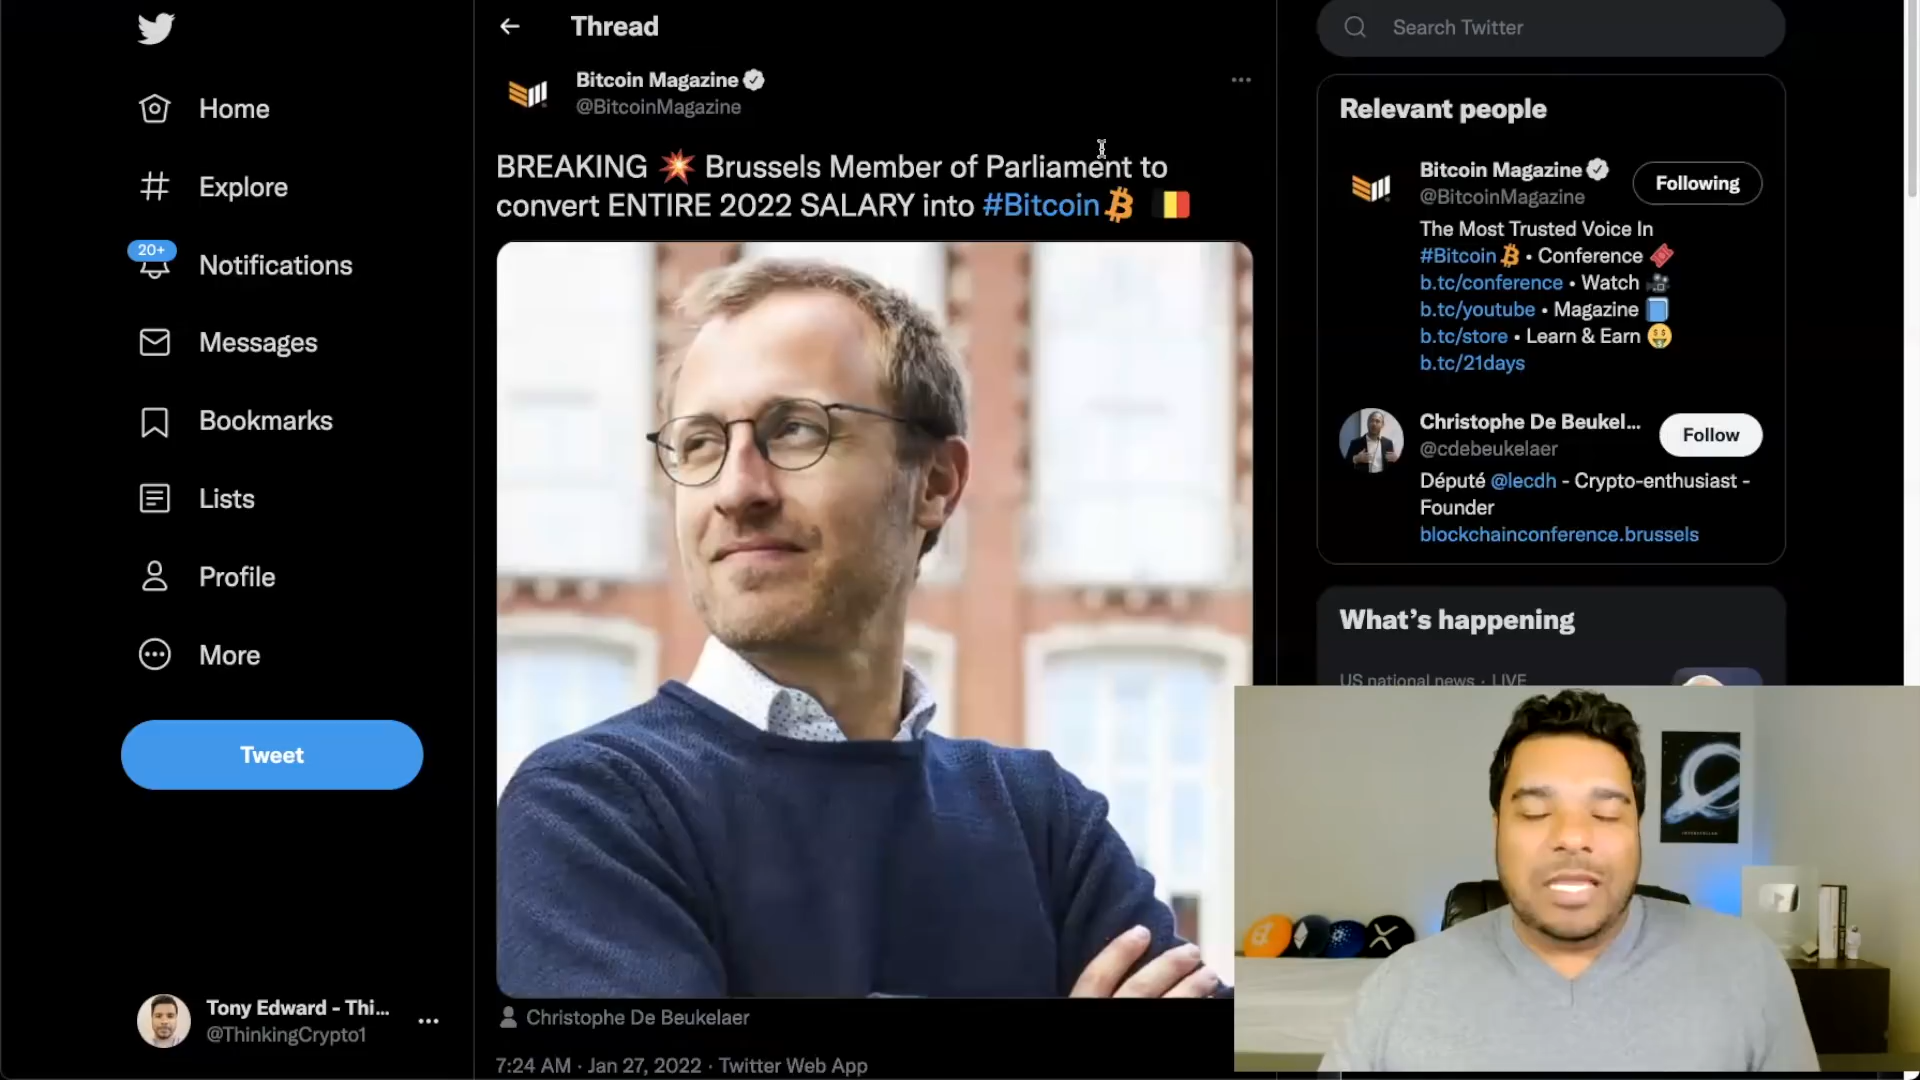 Home
Explore
20+
Notifications
Messages
Bookmarks
Lists
Profile
More
Tweet
Tony Edward - Thi...
@ThinkingCrypto1
Thread
Bitcoin Magazine
@BitcoinMagazine
BREAKING 💥 Brussels Member of Parliament to
convert ENTIRE 2022 SALARY into #Bitcoin
Christophe De Beukelaer
7:24 AM · Jan 27, 2022 · Twitter Web App
Search Twitter
Relevant people
Bitcoin Magazine
@BitcoinMagazine
Following
The Most Trusted Voice In
#Bitcoin • Conference
b.tc/conference • Watch
b.tc/youtube • Magazine
b.tc/store • Learn & Earn
b.tc/21days
Christophe De Beukel...
@cdebeukelaer
Follow
Député @lecdh - Crypto-enthusiast -
Founder
blockchainconference.brussels
What's happening
US national news · LIVE